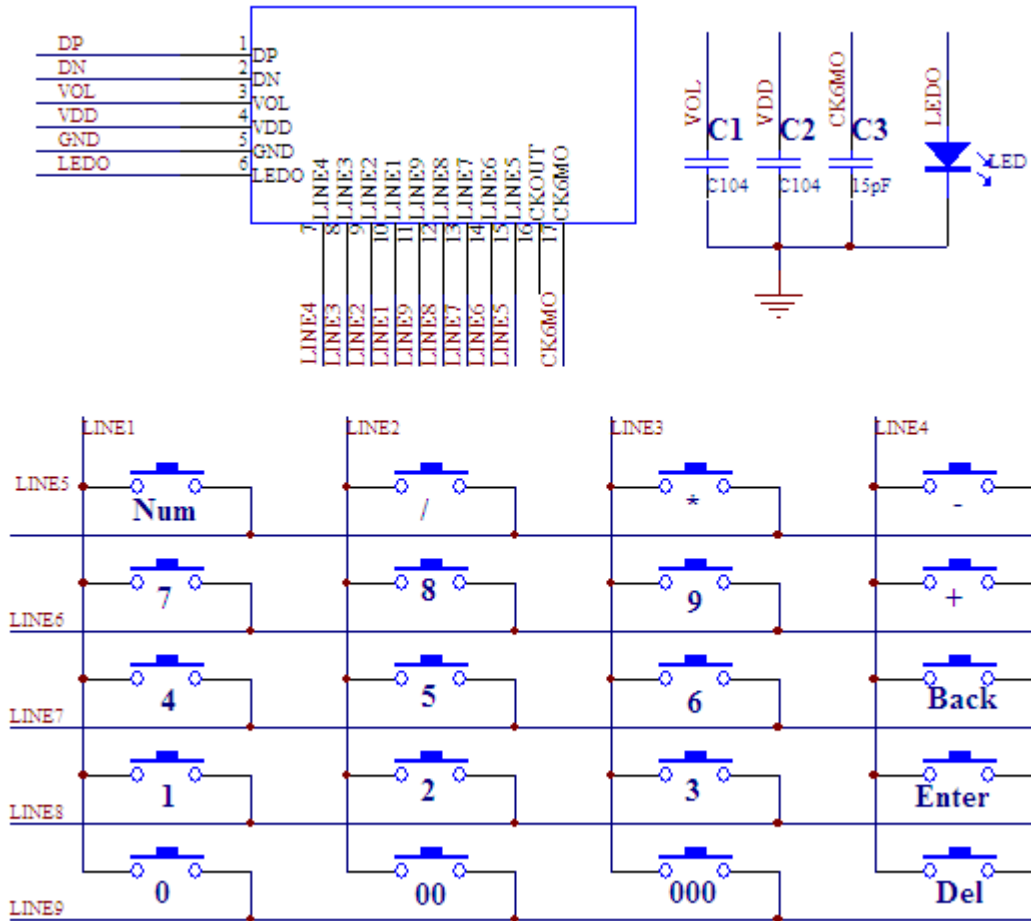 DP 1 DP
DN 2 DN
VOL 3 VOL
VDD 4 VDD
GND 5 GND
LEDO 6 LEDO
LINE4 LINE3 LINE2 LINE1 LINE9 LINE8 LINE7 LINE6 LINE5 CKOUT CK6MO
7 8 9 10 11 12 13 14 15 16 17
LINE4 LINE3 LINE2 LINE1 LINE9 LINE8 LINE7 LINE6 LINE5 CK6MO
VOL VDD CK6MO LEDO
C1 C2 C3 LED
C104 C104 15pF
LINE1 LINE2 LINE3 LINE4
LINE5
Num / * -
7 8 9 +
LINE6
4 5 6 Back
LINE7
1 2 3 Enter
LINE8
0 00 000 Del
LINE9